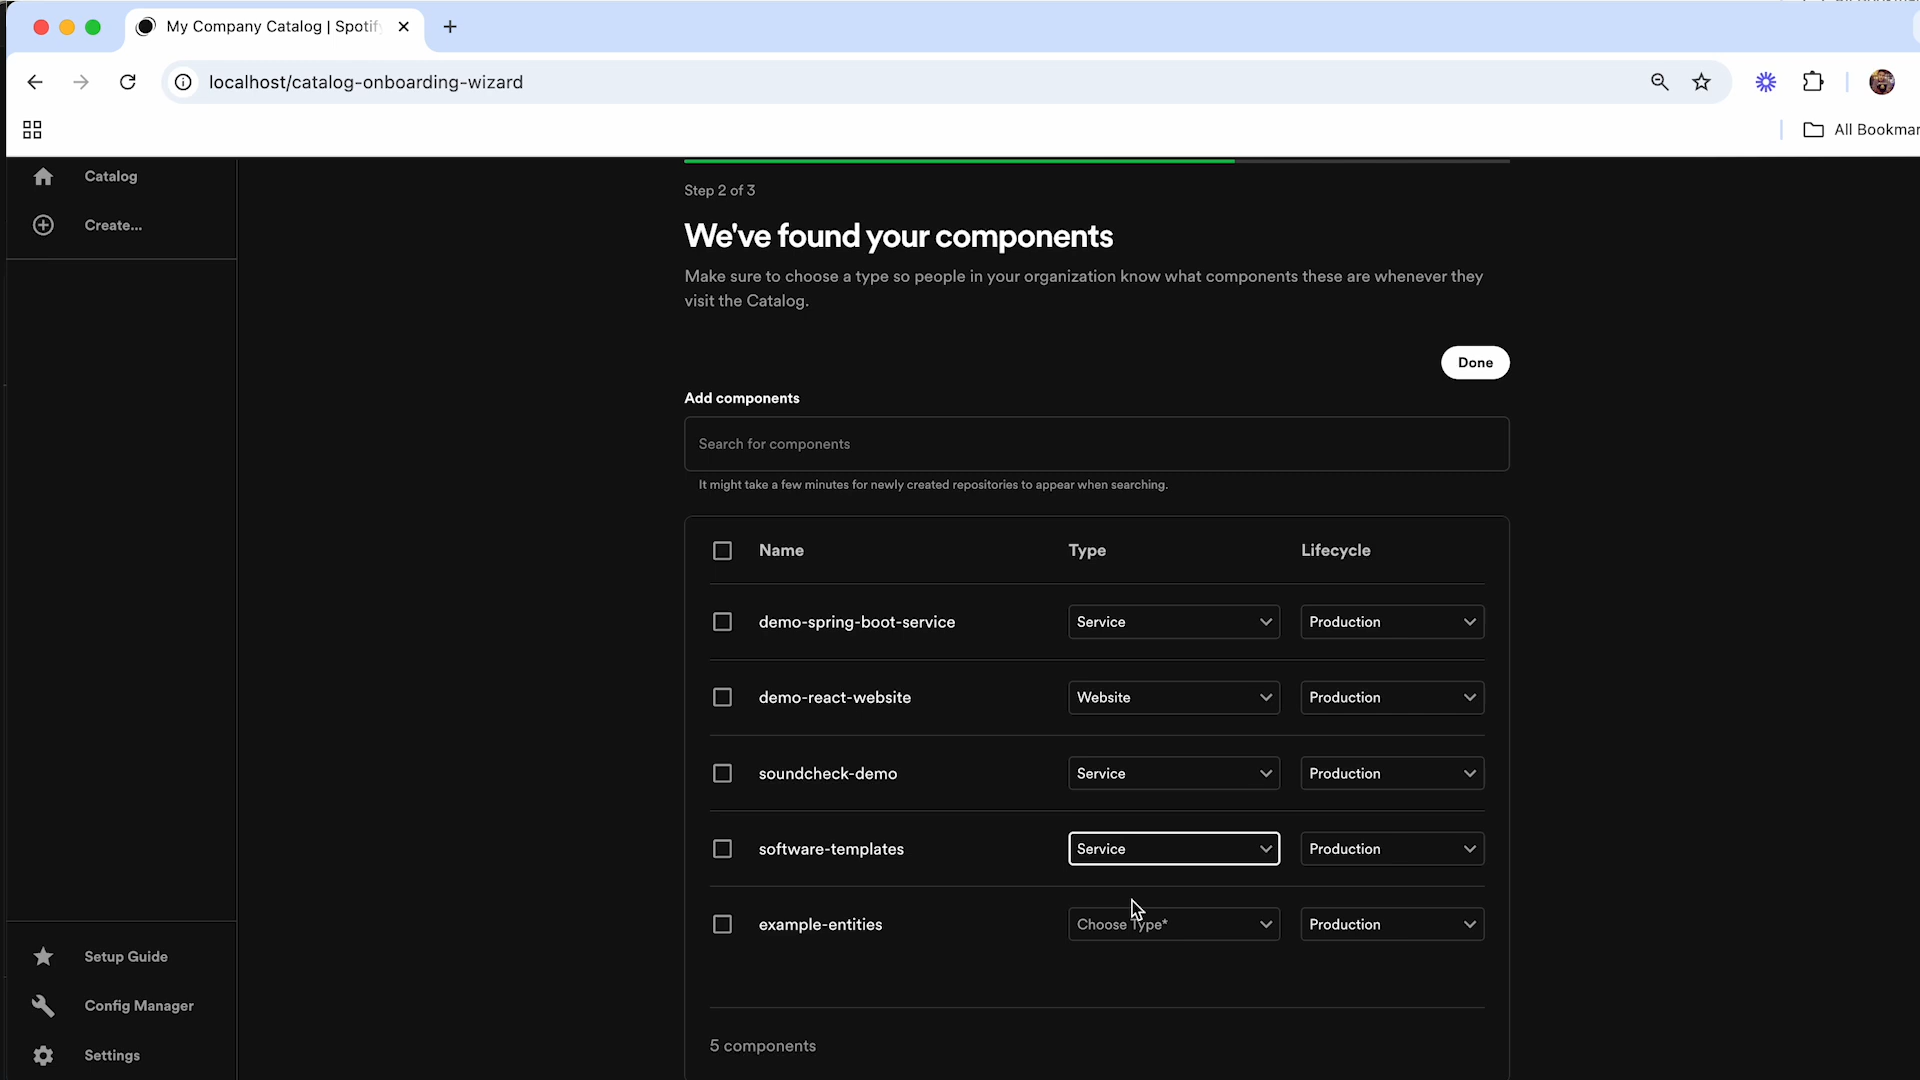 My Company Catalog | Spotif
localhost/catalog-onboarding-wizard
All Bookmar
Catalog
Create...
Step 2 of 3
We've found your components
Make sure to choose a type so people in your organization know what components these are whenever they
visit the Catalog.
Done
Add components
Search for components
It might take a few minutes for newly created repositories to appear when searching.
Name Type Lifecycle
demo-spring-boot-service Service Production
demo-react-website Website Production
soundcheck-demo Service Production
software-templates Service Production
example-entities Choose Type* Production
5 components
Setup Guide
Config Manager
Settings